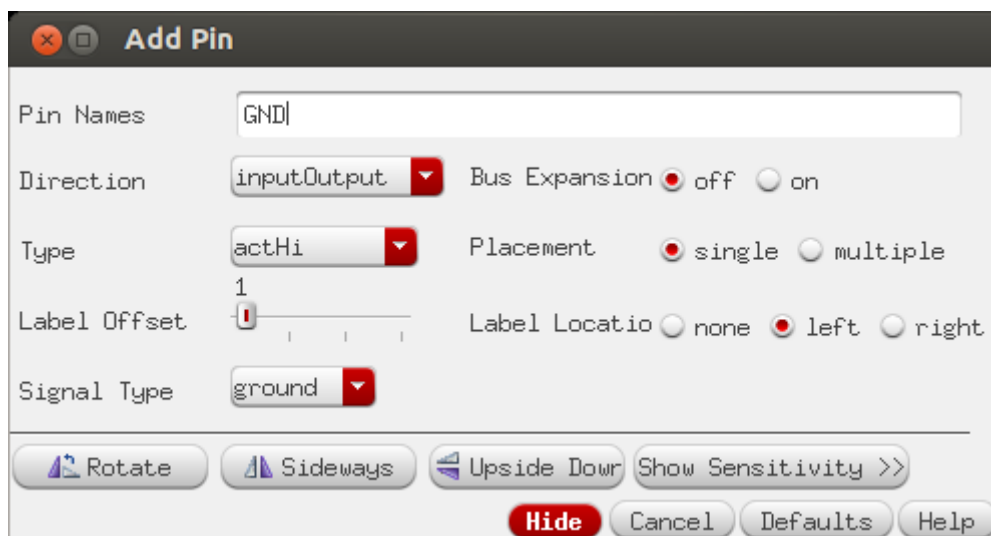 Add Pin
Pin Names GND
Direction inputOutput Bus Expansion off on
Type actHi Placement single multiple
1
Label Offset Label Locatio none left right
Signal Type ground
Rotate Sideways Upside Dowr Show Sensitivity >>
Hide Cancel Defaults Help